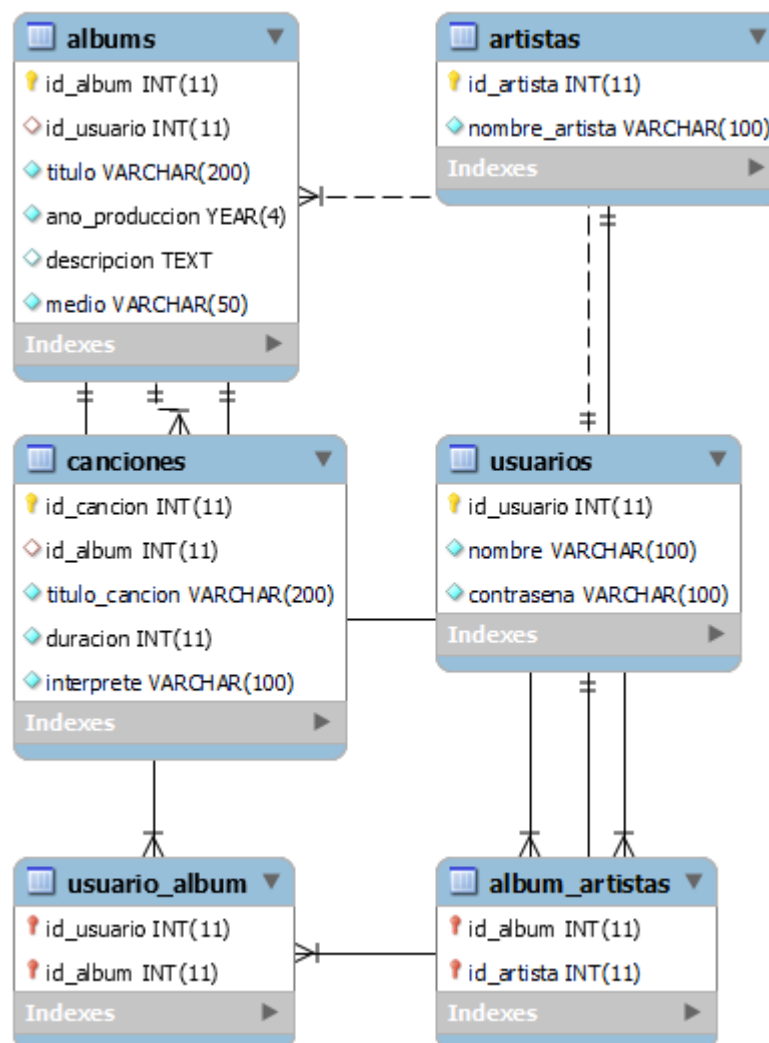 albums
id_album INT(11)
id_usuario INT(11)
titulo VARCHAR(200)
ano_produccion YEAR(4)
descripcion TEXT
medio VARCHAR(50)
Indexes
artistas
id_artista INT(11)
nombre_artista VARCHAR(100)
Indexes
canciones
id_cancion INT(11)
id_album INT(11)
titulo_cancion VARCHAR(200)
duracion INT(11)
interprete VARCHAR(100)
Indexes
usuarios
id_usuario INT(11)
nombre VARCHAR(100)
contrasena VARCHAR(100)
Indexes
usuario_album
id_usuario INT(11)
id_album INT(11)
Indexes
album_artistas
id_album INT(11)
id_artista INT(11)
Indexes